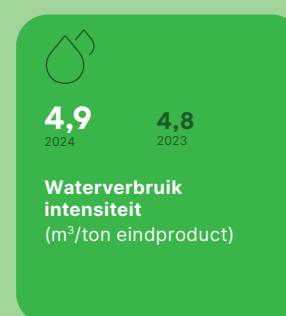 4,9 4,8
2024 2023
Waterverbruik
intensiteit
(m³/ton eindproduct)